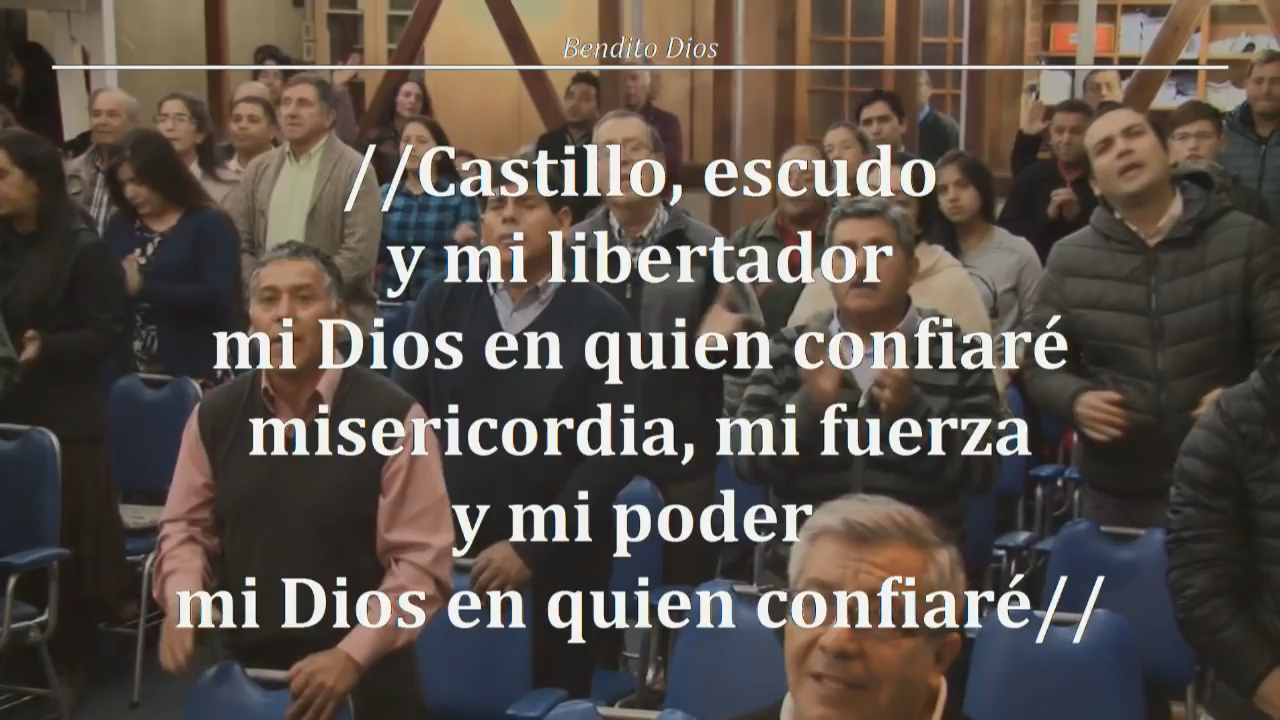 Bendito Dios
//Castillo, escudo
y mi libertador
mi Dios en quien confiaré
misericordia, mi fuerza
y mi poder
mi Dios en quien confiaré//